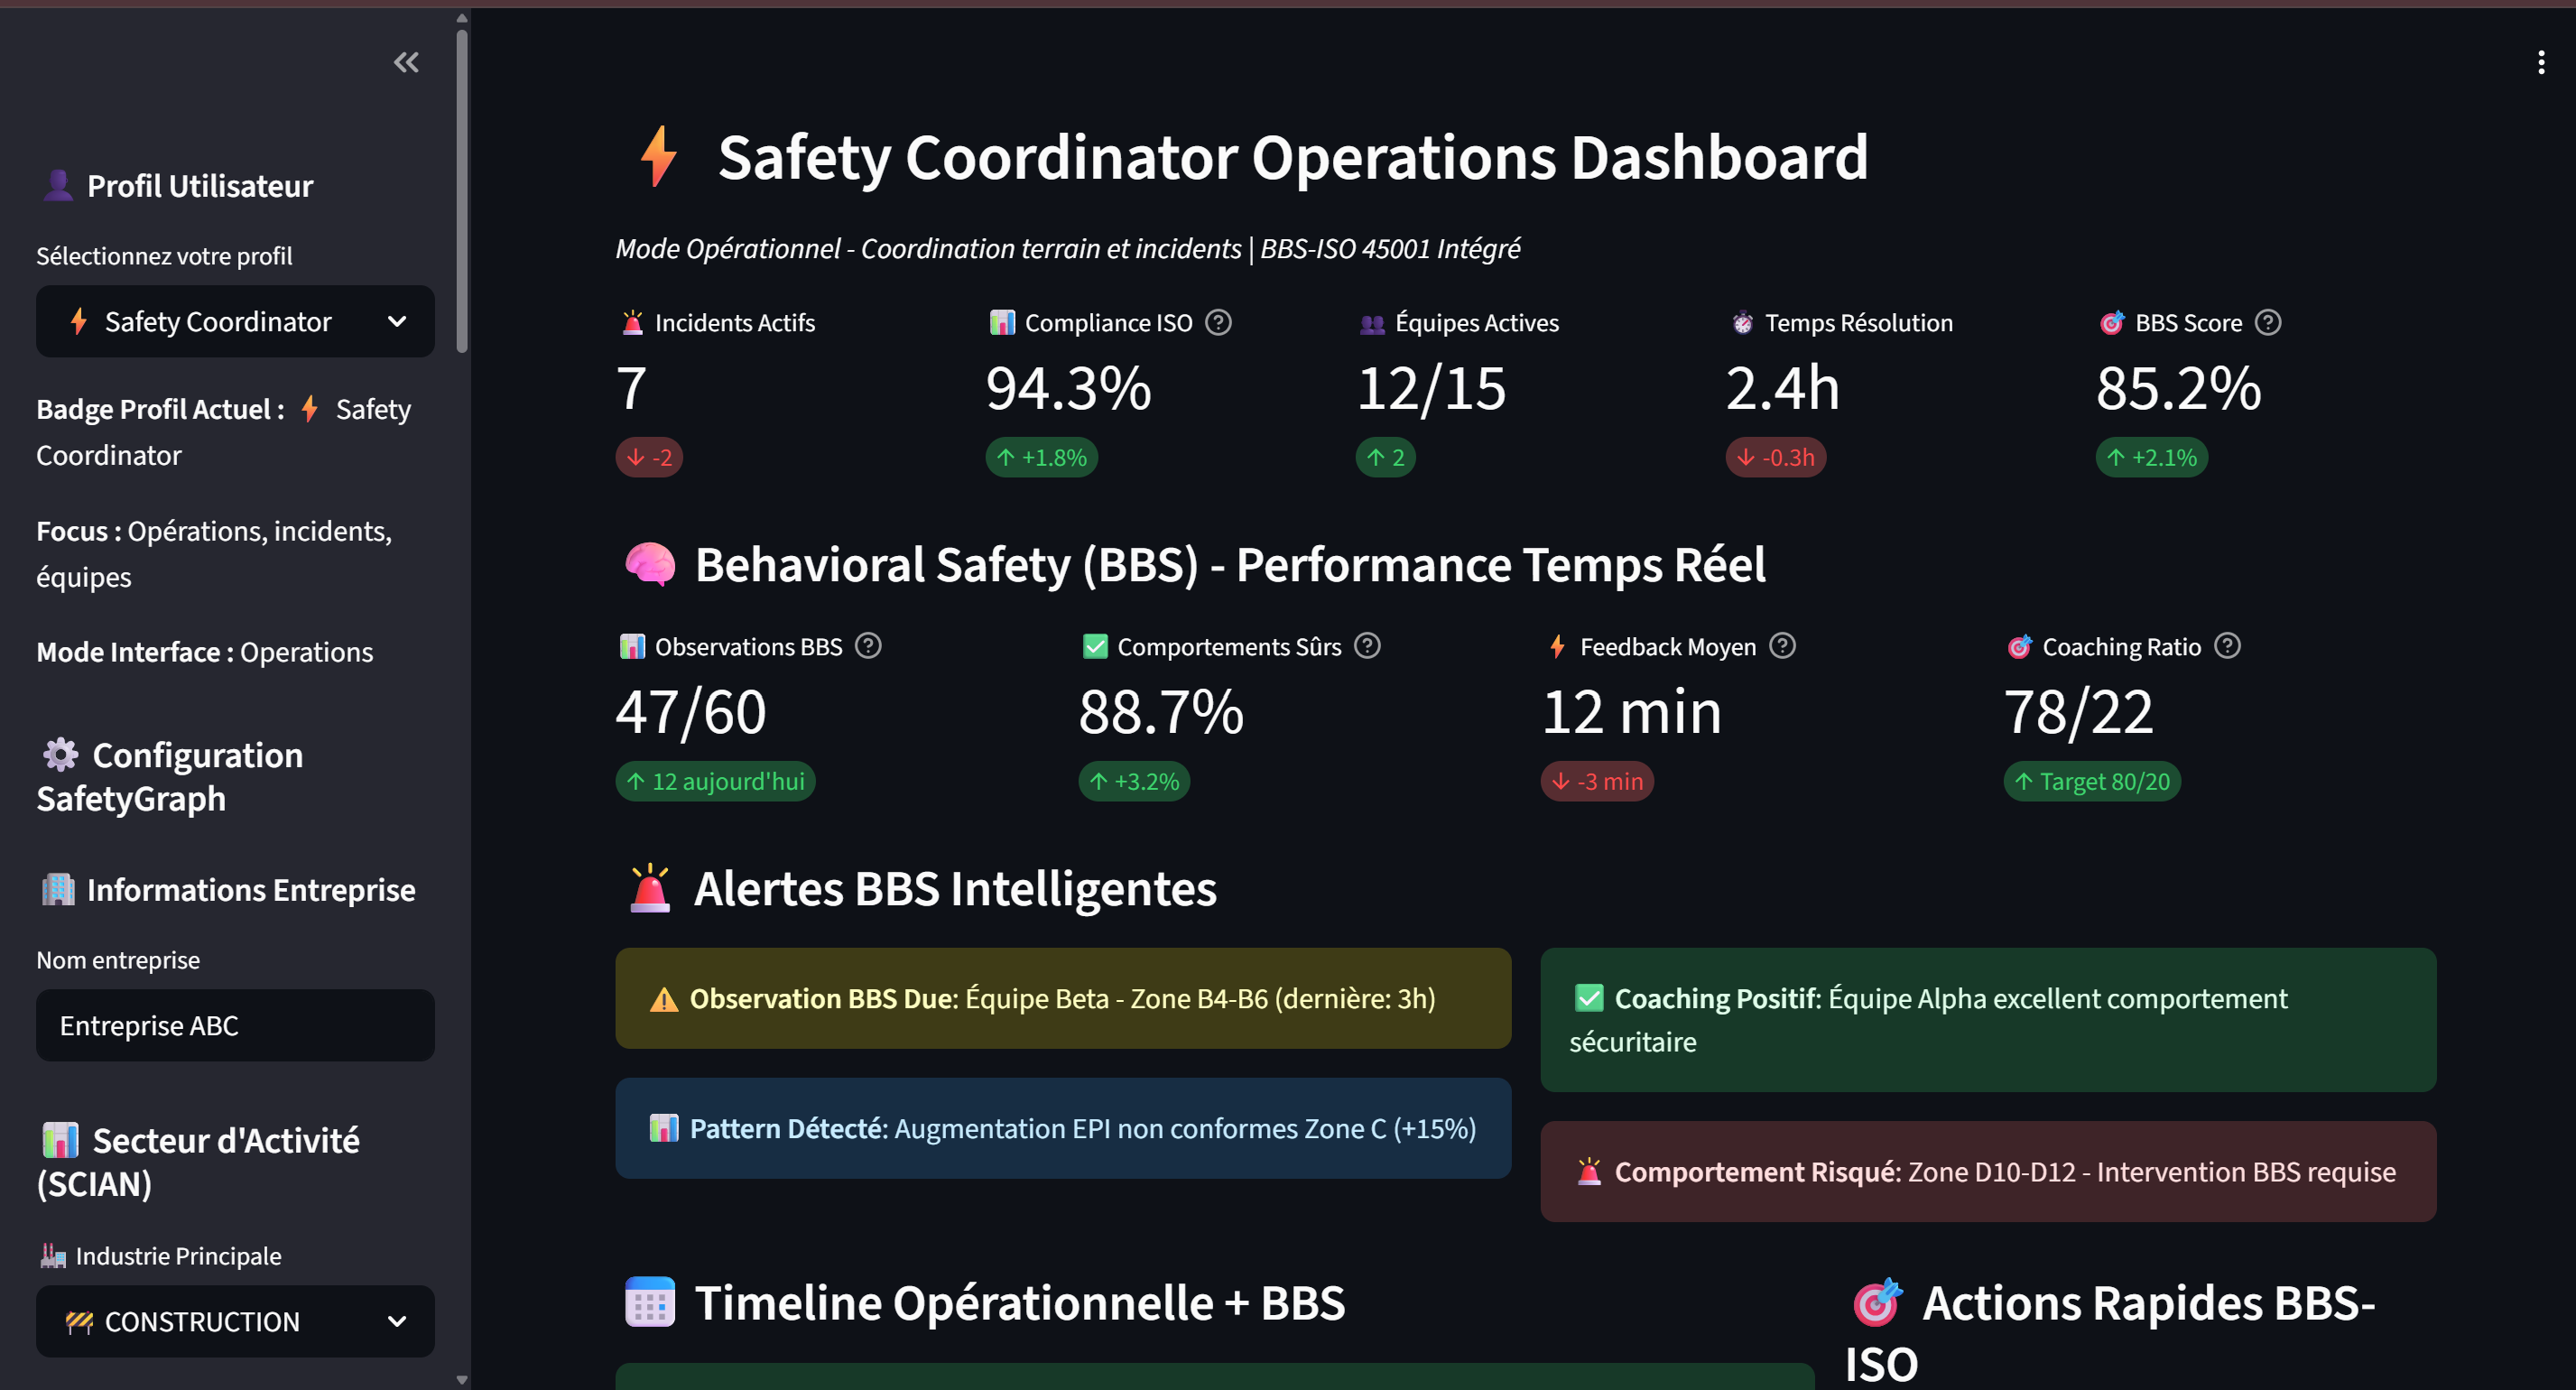 Profil Utilisateur
Sélectionnez votre profil
Safety Coordinator
Badge Profil Actuel : Safety
Coordinator
Focus : Opérations, incidents,
équipes
Mode Interface : Operations
Configuration
SafetyGraph
Informations Entreprise
Nom entreprise
Entreprise ABC
Secteur d'Activité
(SCIAN)
Industrie Principale
CONSTRUCTION
Safety Coordinator Operations Dashboard
Mode Opérationnel - Coordination terrain et incidents | BBS-ISO 45001 Intégré
Incidents Actifs
7
-2
Compliance ISO
94.3%
+1.8%
Équipes Actives
12/15
2
Temps Résolution
2.4h
-0.3h
BBS Score
85.2%
+2.1%
Behavioral Safety (BBS) - Performance Temps Réel
Observations BBS
47/60
12 aujourd'hui
Comportements Sûrs
88.7%
+3.2%
Feedback Moyen
12 min
-3 min
Coaching Ratio
78/22
Target 80/20
Alertes BBS Intelligentes
Observation BBS Due: Équipe Beta - Zone B4-B6 (dernière: 3h)
Pattern Détecté: Augmentation EPI non conformes Zone C (+15%)
Coaching Positif: Équipe Alpha excellent comportement
sécuritaire
Comportement Risqué: Zone D10-D12 - Intervention BBS requise
Timeline Opérationnelle + BBS
Actions Rapides BBS-
ISO